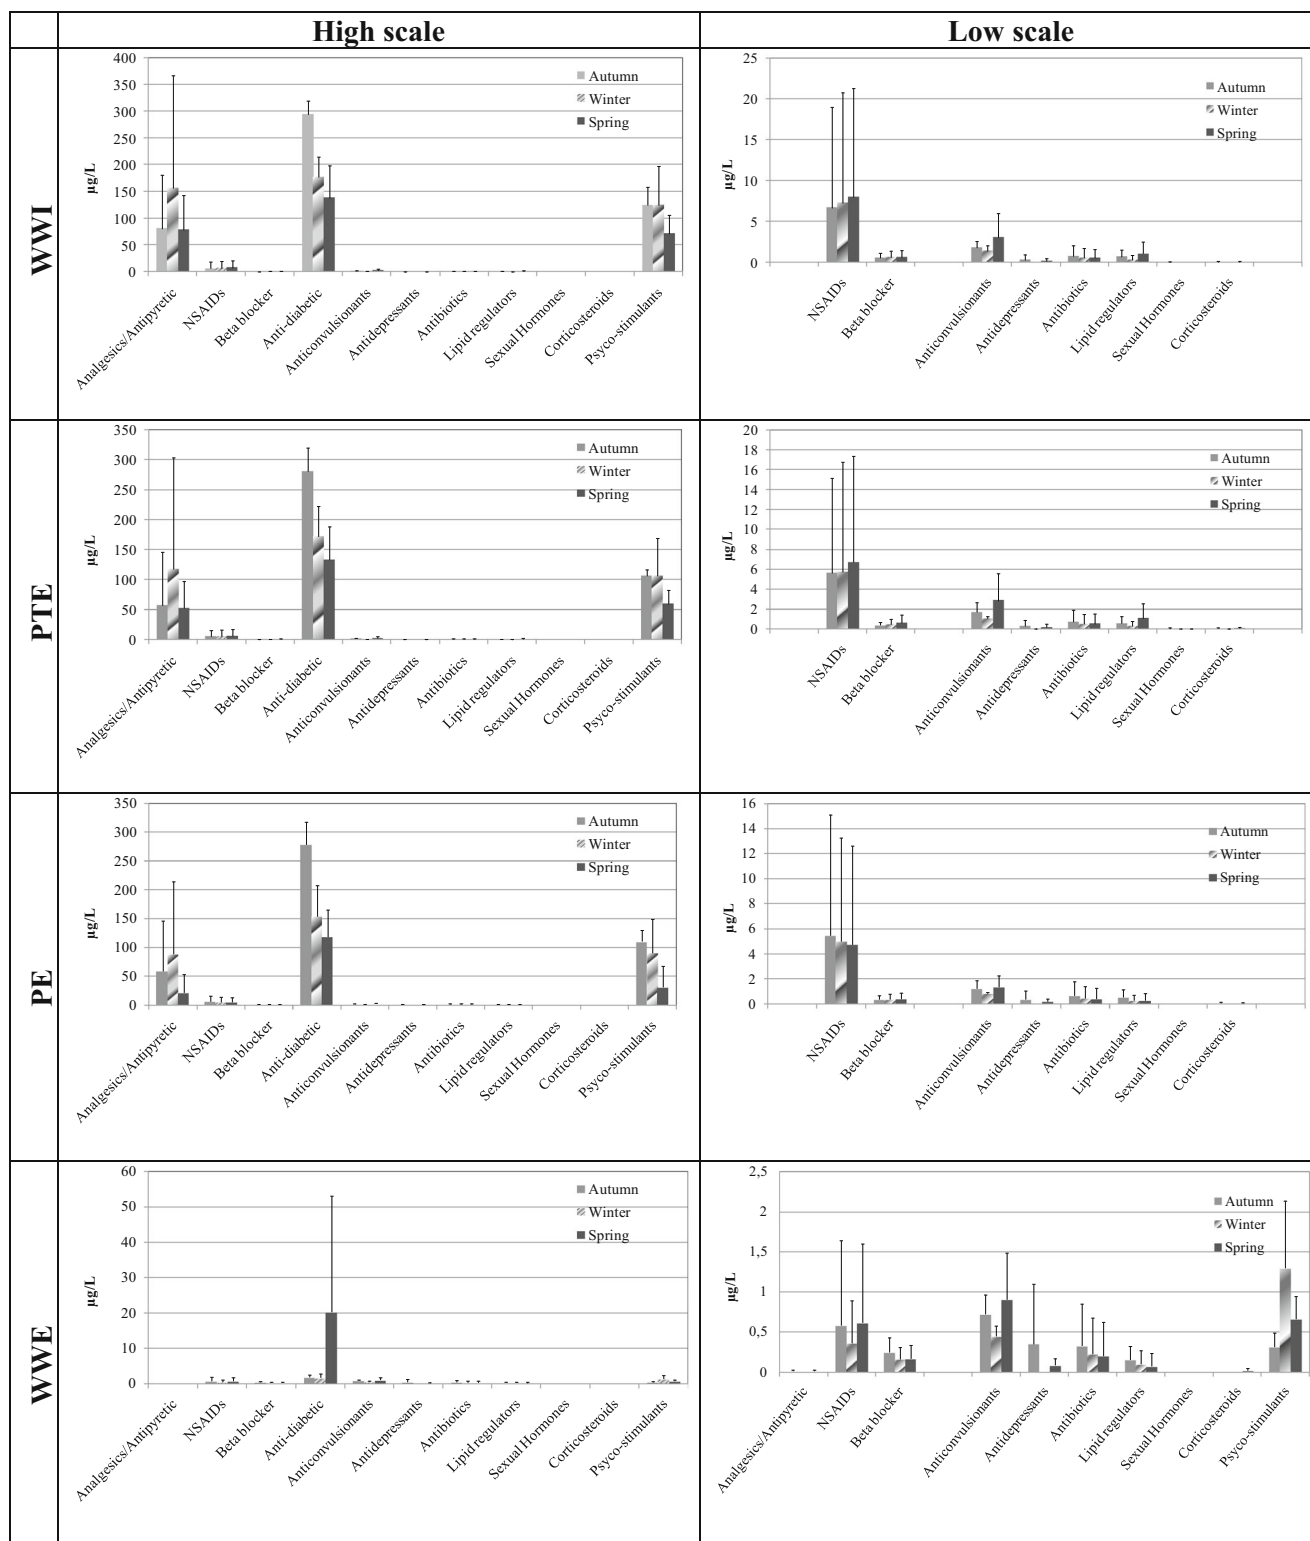 High scale
Low scale
WWI
400
350
300
250
200
150
100
50
0
µg/L
Autumn
Winter
Spring
Analgesics/Antipyretic
NSAIDs
Beta blocker
Anti-diabetic
Anticonvulsionants
Antidepressants
Antibiotics
Lipid regulators
Sexual Hormones
Corticosteroids
Psyco-stimulants
25
20
15
10
5
0
µg/L
Autumn
Winter
Spring
NSAIDs
Beta blocker
Anticonvulsionants
Antidepressants
Antibiotics
Lipid regulators
Sexual Hormones
Corticosteroids
PTE
350
300
250
200
150
100
50
0
µg/L
Autumn
Winter
Spring
Analgesics/Antipyretic
NSAIDs
Beta blocker
Anti-diabetic
Anticonvulsionants
Antidepressants
Antibiotics
Lipid regulators
Sexual Hormones
Corticosteroids
Psyco-stimulants
20
18
16
14
12
10
8
6
4
2
0
µg/L
Autumn
Winter
Spring
NSAIDs
Beta blocker
Anticonvulsionants
Antidepressants
Antibiotics
Lipid regulators
Sexual Hormones
Corticosteroids
PE
350
300
250
200
150
100
50
0
µg/L
Autumn
Winter
Spring
Analgesics/Antipyretic
NSAIDs
Beta blocker
Anti-diabetic
Anticonvulsionants
Antidepressants
Antibiotics
Lipid regulators
Sexual Hormones
Corticosteroids
Psyco-stimulants
16
14
12
10
8
6
4
2
0
µg/L
Autumn
Winter
Spring
NSAIDs
Beta blocker
Anticonvulsionants
Antidepressants
Antibiotics
Lipid regulators
Sexual Hormones
Corticosteroids
WWE
60
50
40
30
20
10
0
µg/L
Autumn
Winter
Spring
Analgesics/Antipyretic
NSAIDs
Beta blocker
Anti-diabetic
Anticonvulsionants
Antidepressants
Antibiotics
Lipid regulators
Sexual Hormones
Corticosteroids
Psyco-stimulants
2,5
2
1,5
1
0,5
0
µg/L
Autumn
Winter
Spring
Analgesics/Antipyretic
NSAIDs
Beta blocker
Anticonvulsionants
Antidepressants
Antibiotics
Lipid regulators
Sexual Hormones
Corticosteroids
Psyco-stimulants